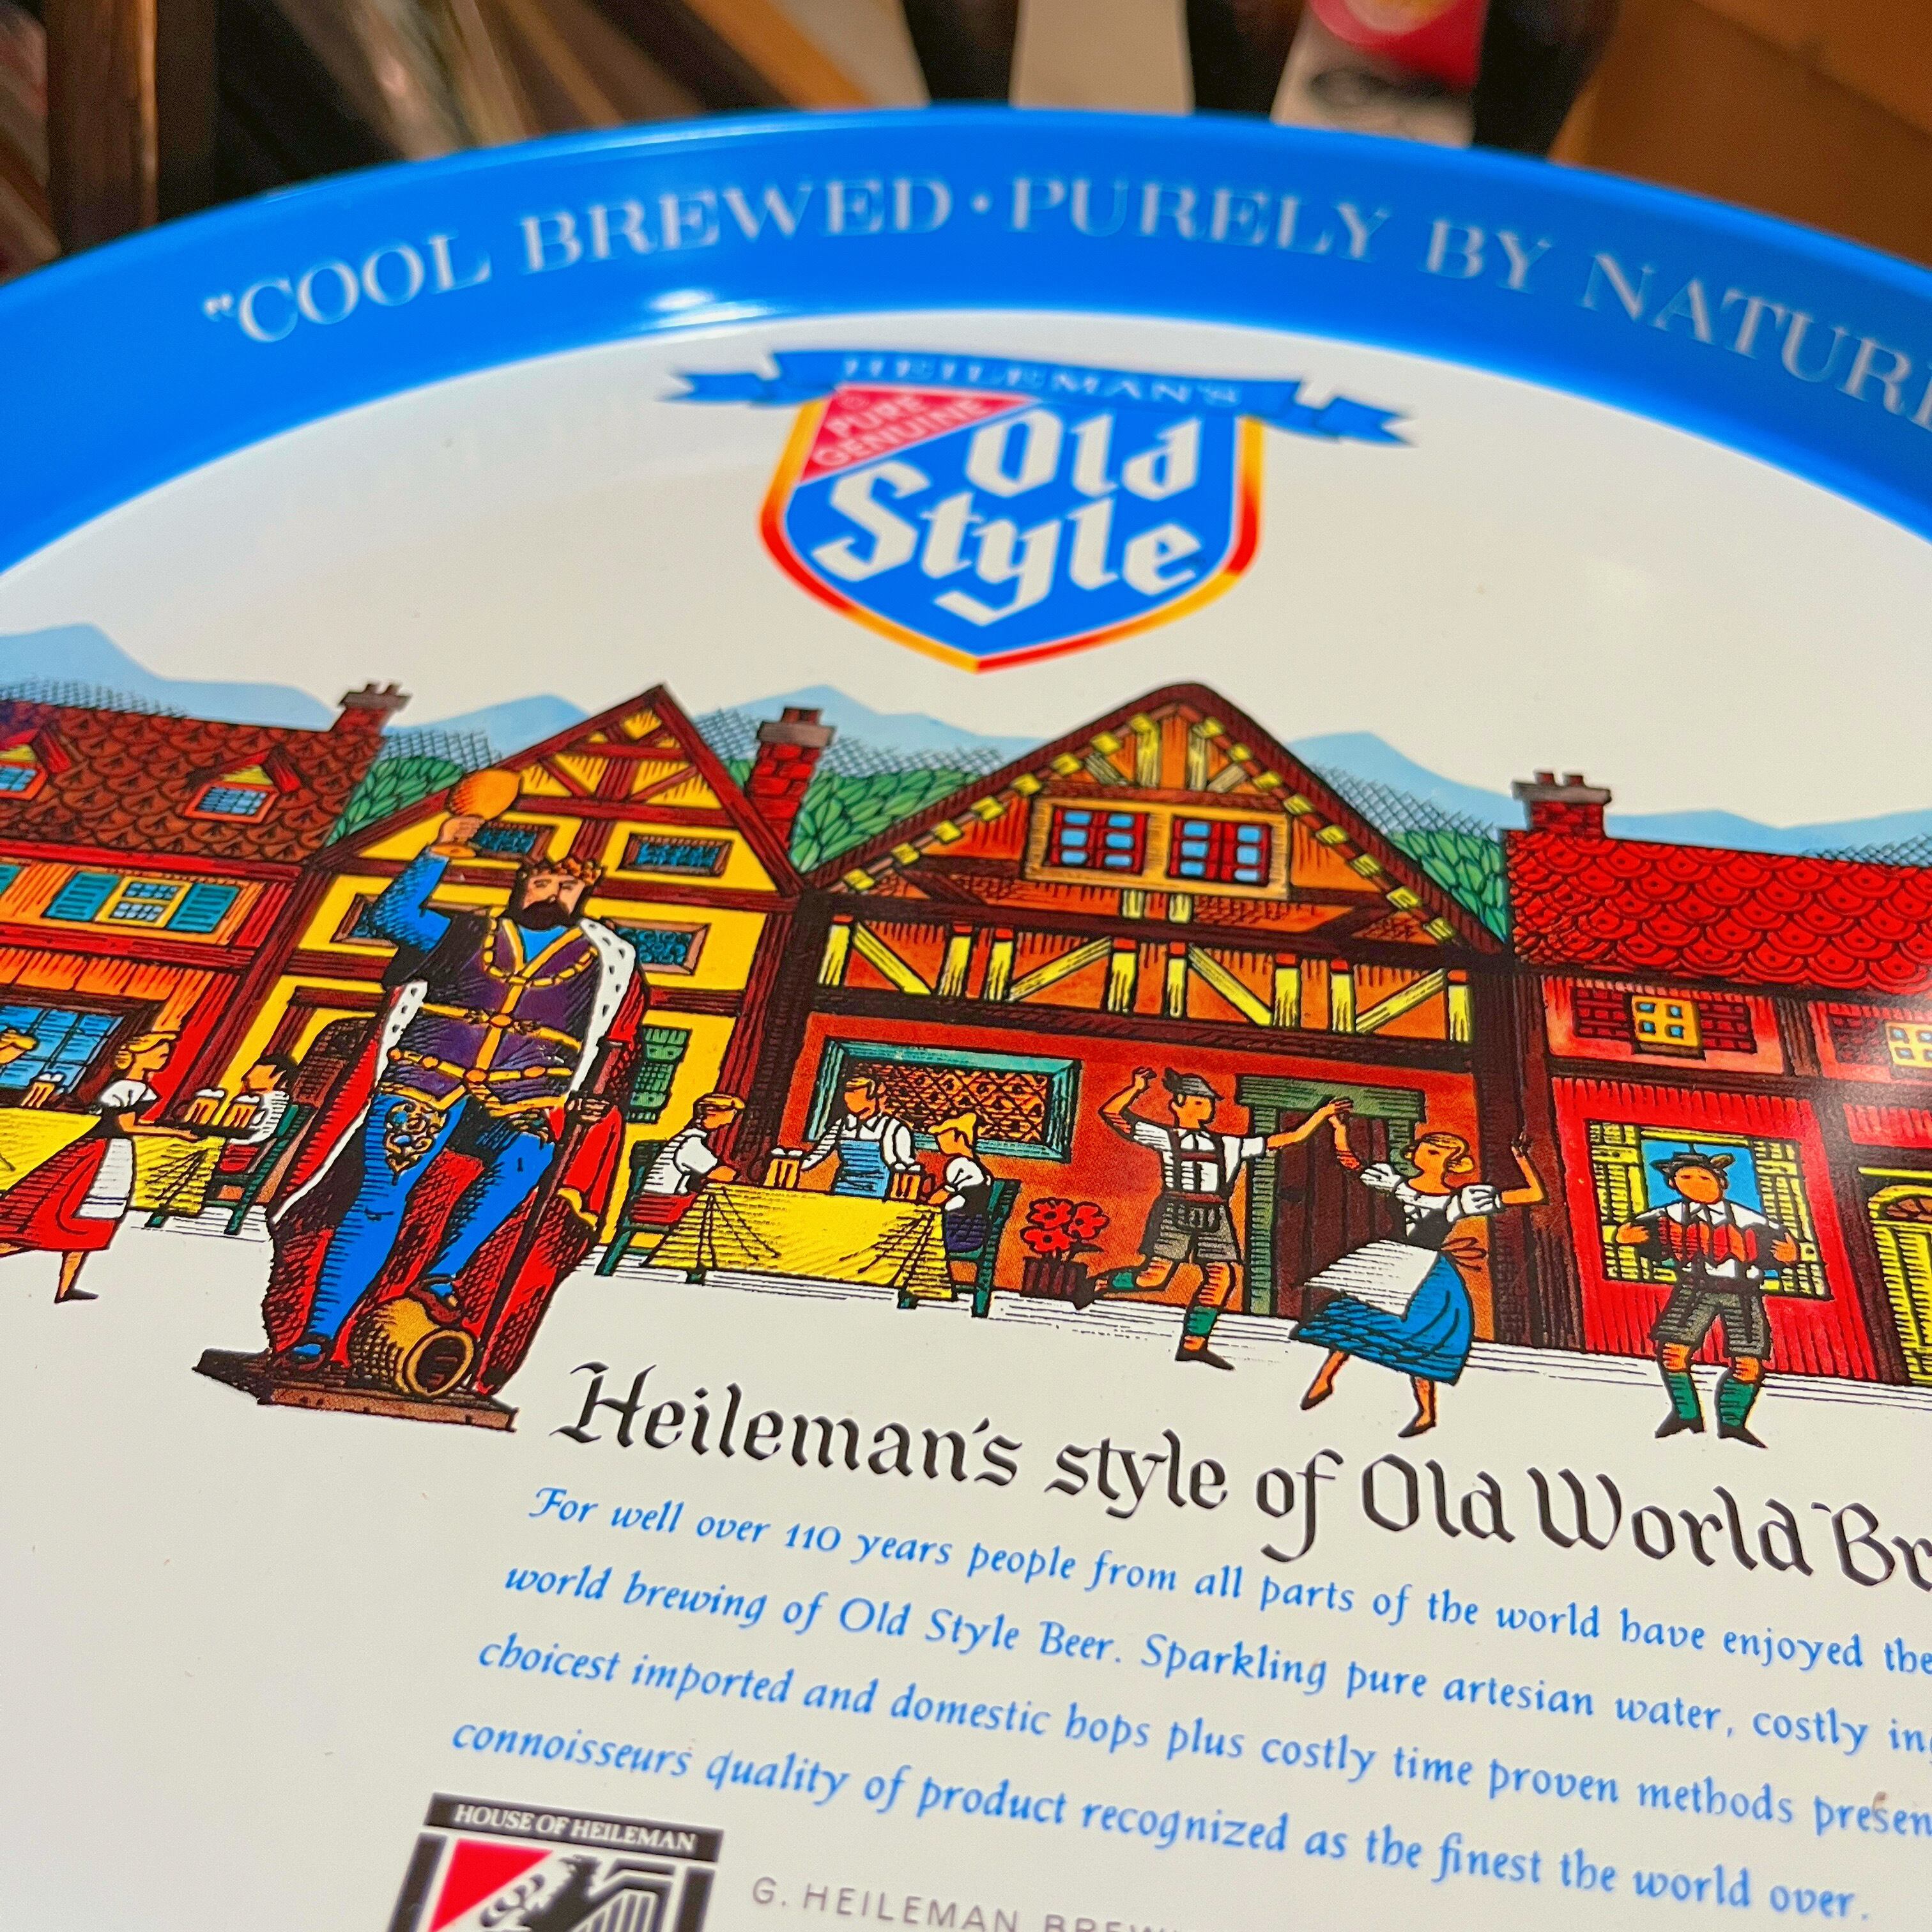 "COOL BREWED · PURELY BY NATUR
HEILEMAN'S
PURE
GENUINE
Old
Style
Heileman's style of Old World Br
For well over 110 years people from all parts of the world have enjoyed the
world brewing of Old Style Beer. Sparkling pure artesian water, costly in
choicest imported and domestic hops plus costly time proven methods presen
connoisseurs quality of product recognized as the finest the world over.
HOUSE OF HEILEMAN
G. HEILEMAN BREW